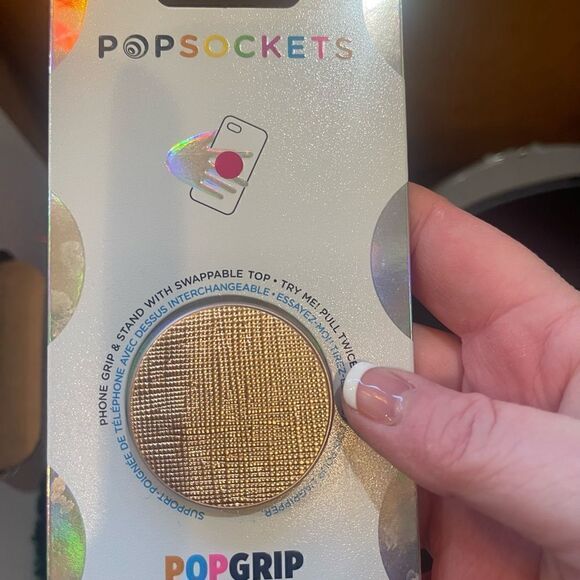 POPSOCKETS
PHONE GRIP & STAND WITH SWAPPABLE TOP • TRY ME! PULL TWICE
SUPPORT-POIGNÉE DE TÉLÉPHONE AVEC DESSUS INTERCHANGEABLE • ESSAYEZ-MOI! TIREZ
POPGRIP